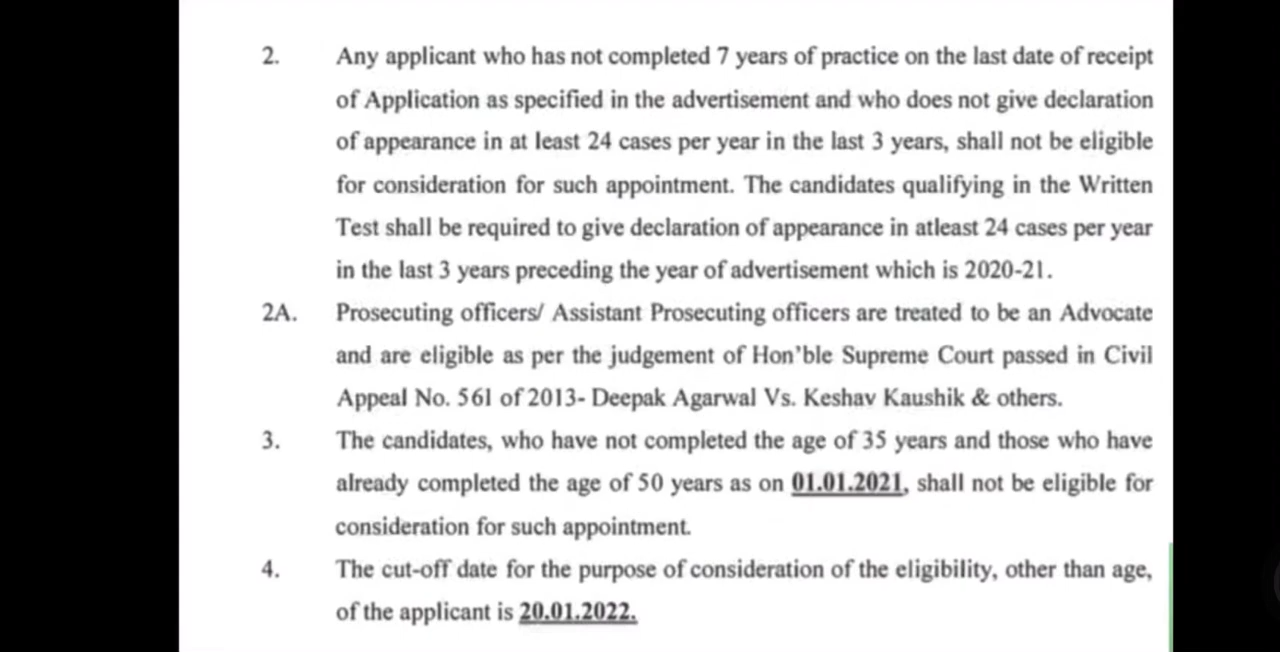 2. Any applicant who has not completed 7 years of practice on the last date of receipt
of Application as specified in the advertisement and who does not give declaration
of appearance in at least 24 cases per year in the last 3 years, shall not be eligible
for consideration for such appointment. The candidates qualifying in the Written
Test shall be required to give declaration of appearance in atleast 24 cases per year
in the last 3 years preceding the year of advertisement which is 2020-21.
2A. Prosecuting officers/ Assistant Prosecuting officers are treated to be an Advocate
and are eligible as per the judgement of Hon'ble Supreme Court passed in Civil
Appeal No. 561 of 2013- Deepak Agarwal Vs. Keshav Kaushik & others.
3. The candidates, who have not completed the age of 35 years and those who have
already completed the age of 50 years as on 01.01.2021, shall not be eligible for
consideration for such appointment.
4. The cut-off date for the purpose of consideration of the eligibility, other than age,
of the applicant is 20.01.2022.